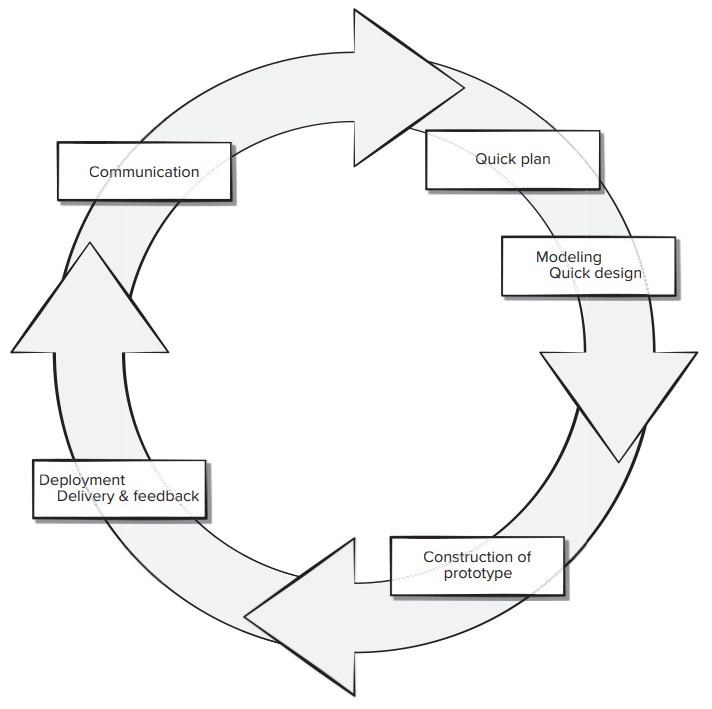 Communication
Quick plan
Modeling
Quick design
Construction of
prototype
Deployment
Delivery & feedback